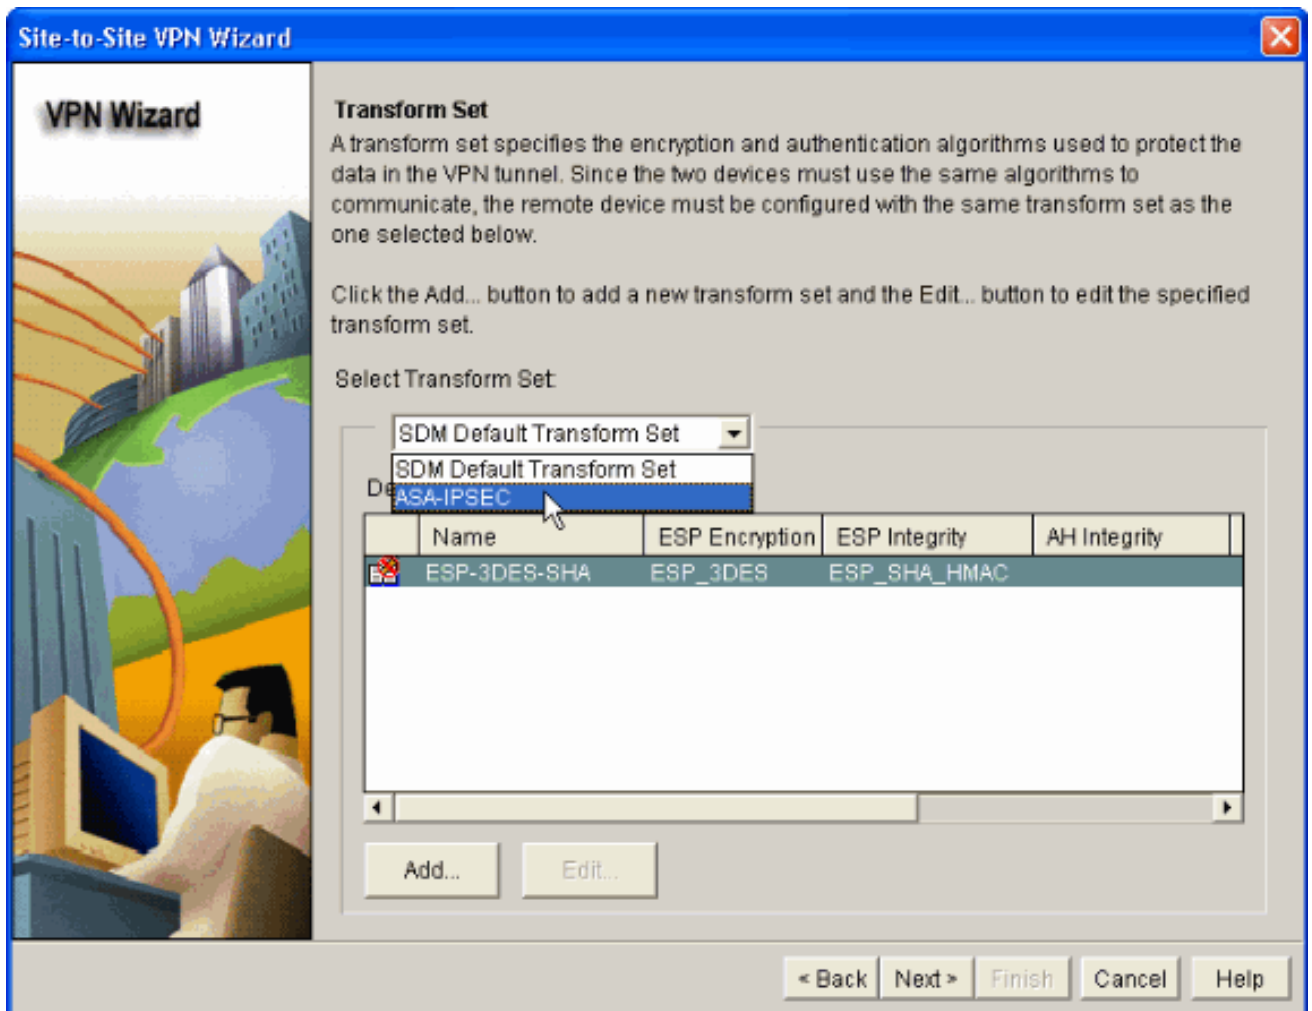 Site-to-Site VPN Wizard
VPN Wizard
Transform Set
A transform set specifies the encryption and authentication algorithms used to protect the
data in the VPN tunnel. Since the two devices must use the same algorithms to
communicate, the remote device must be configured with the same transform set as the
one selected below.
Click the Add... button to add a new transform set and the Edit... button to edit the specified
transform set.
Select Transform Set:
SDM Default Transform Set
SDM Default Transform Set
ASA-IPSEC
Name ESP Encryption ESP Integrity AH Integrity
ESP-3DES-SHA ESP_3DES ESP_SHA_HMAC
Add... Edit...
< Back Next > Finish Cancel Help